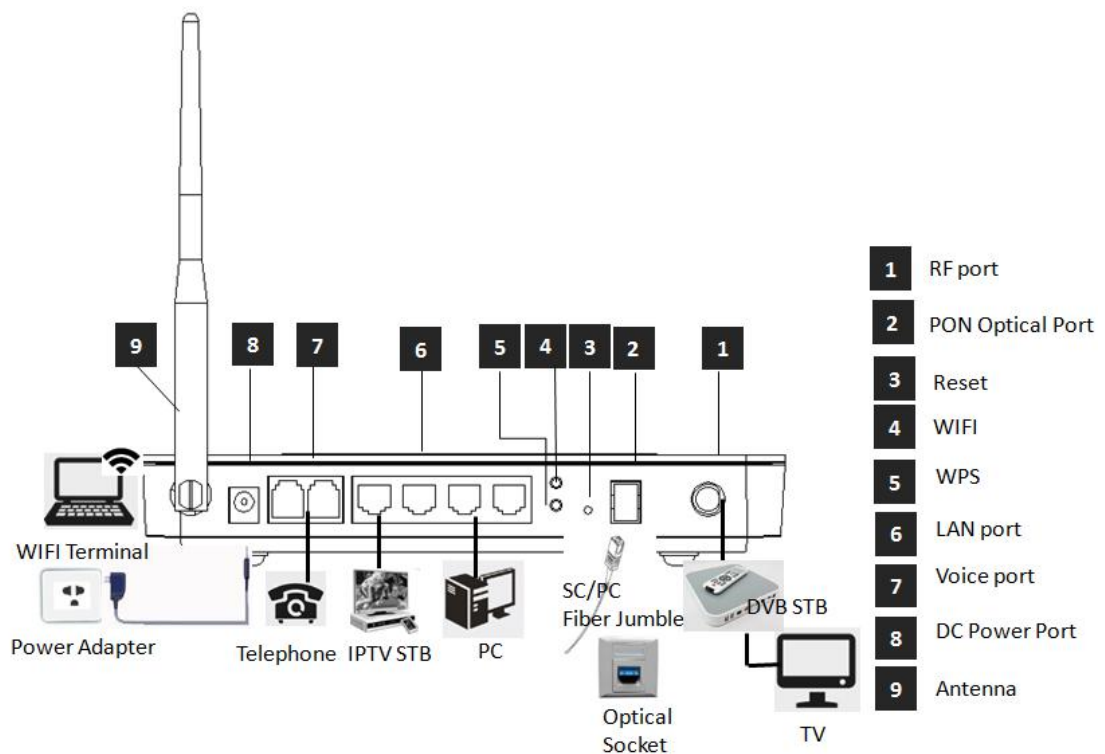 9
8
7
6
5
4
3
2
1
WIFI Terminal
Power Adapter
Telephone
IPTV STB
PC
SC/PC
Fiber Jumble
Optical
Socket
DVB STB
TV
1 RF port
2 PON Optical Port
3 Reset
4 WIFI
5 WPS
6 LAN port
7 Voice port
8 DC Power Port
9 Antenna